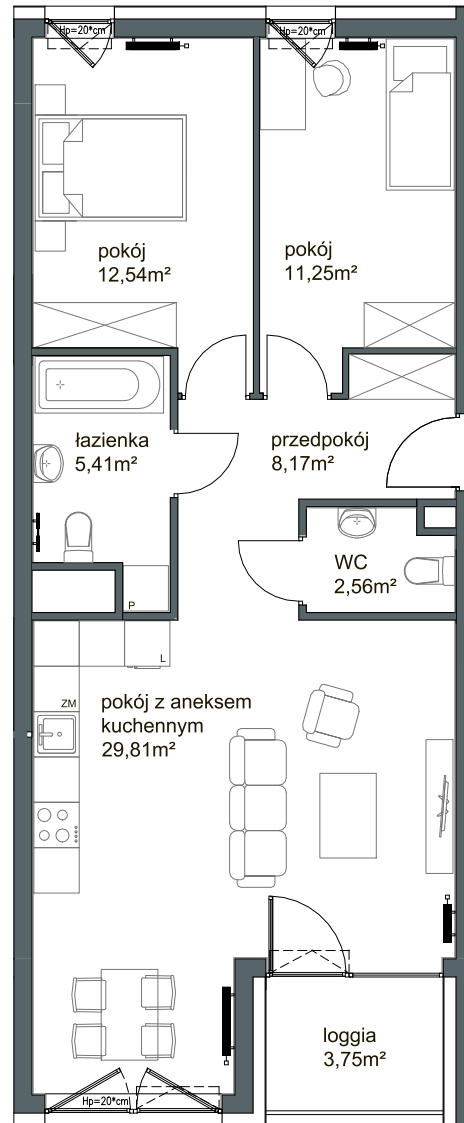 Hp=20*cm
Hp=20*cm
pokój
12,54m²
pokój
11,25m²
łazienka
5,41m²
przedpokój
8,17m²
WC
2,56m²
P
L
ZM
pokój z aneksem
kuchennym
29,81m²
loggia
3,75m²
Hp=20*cm